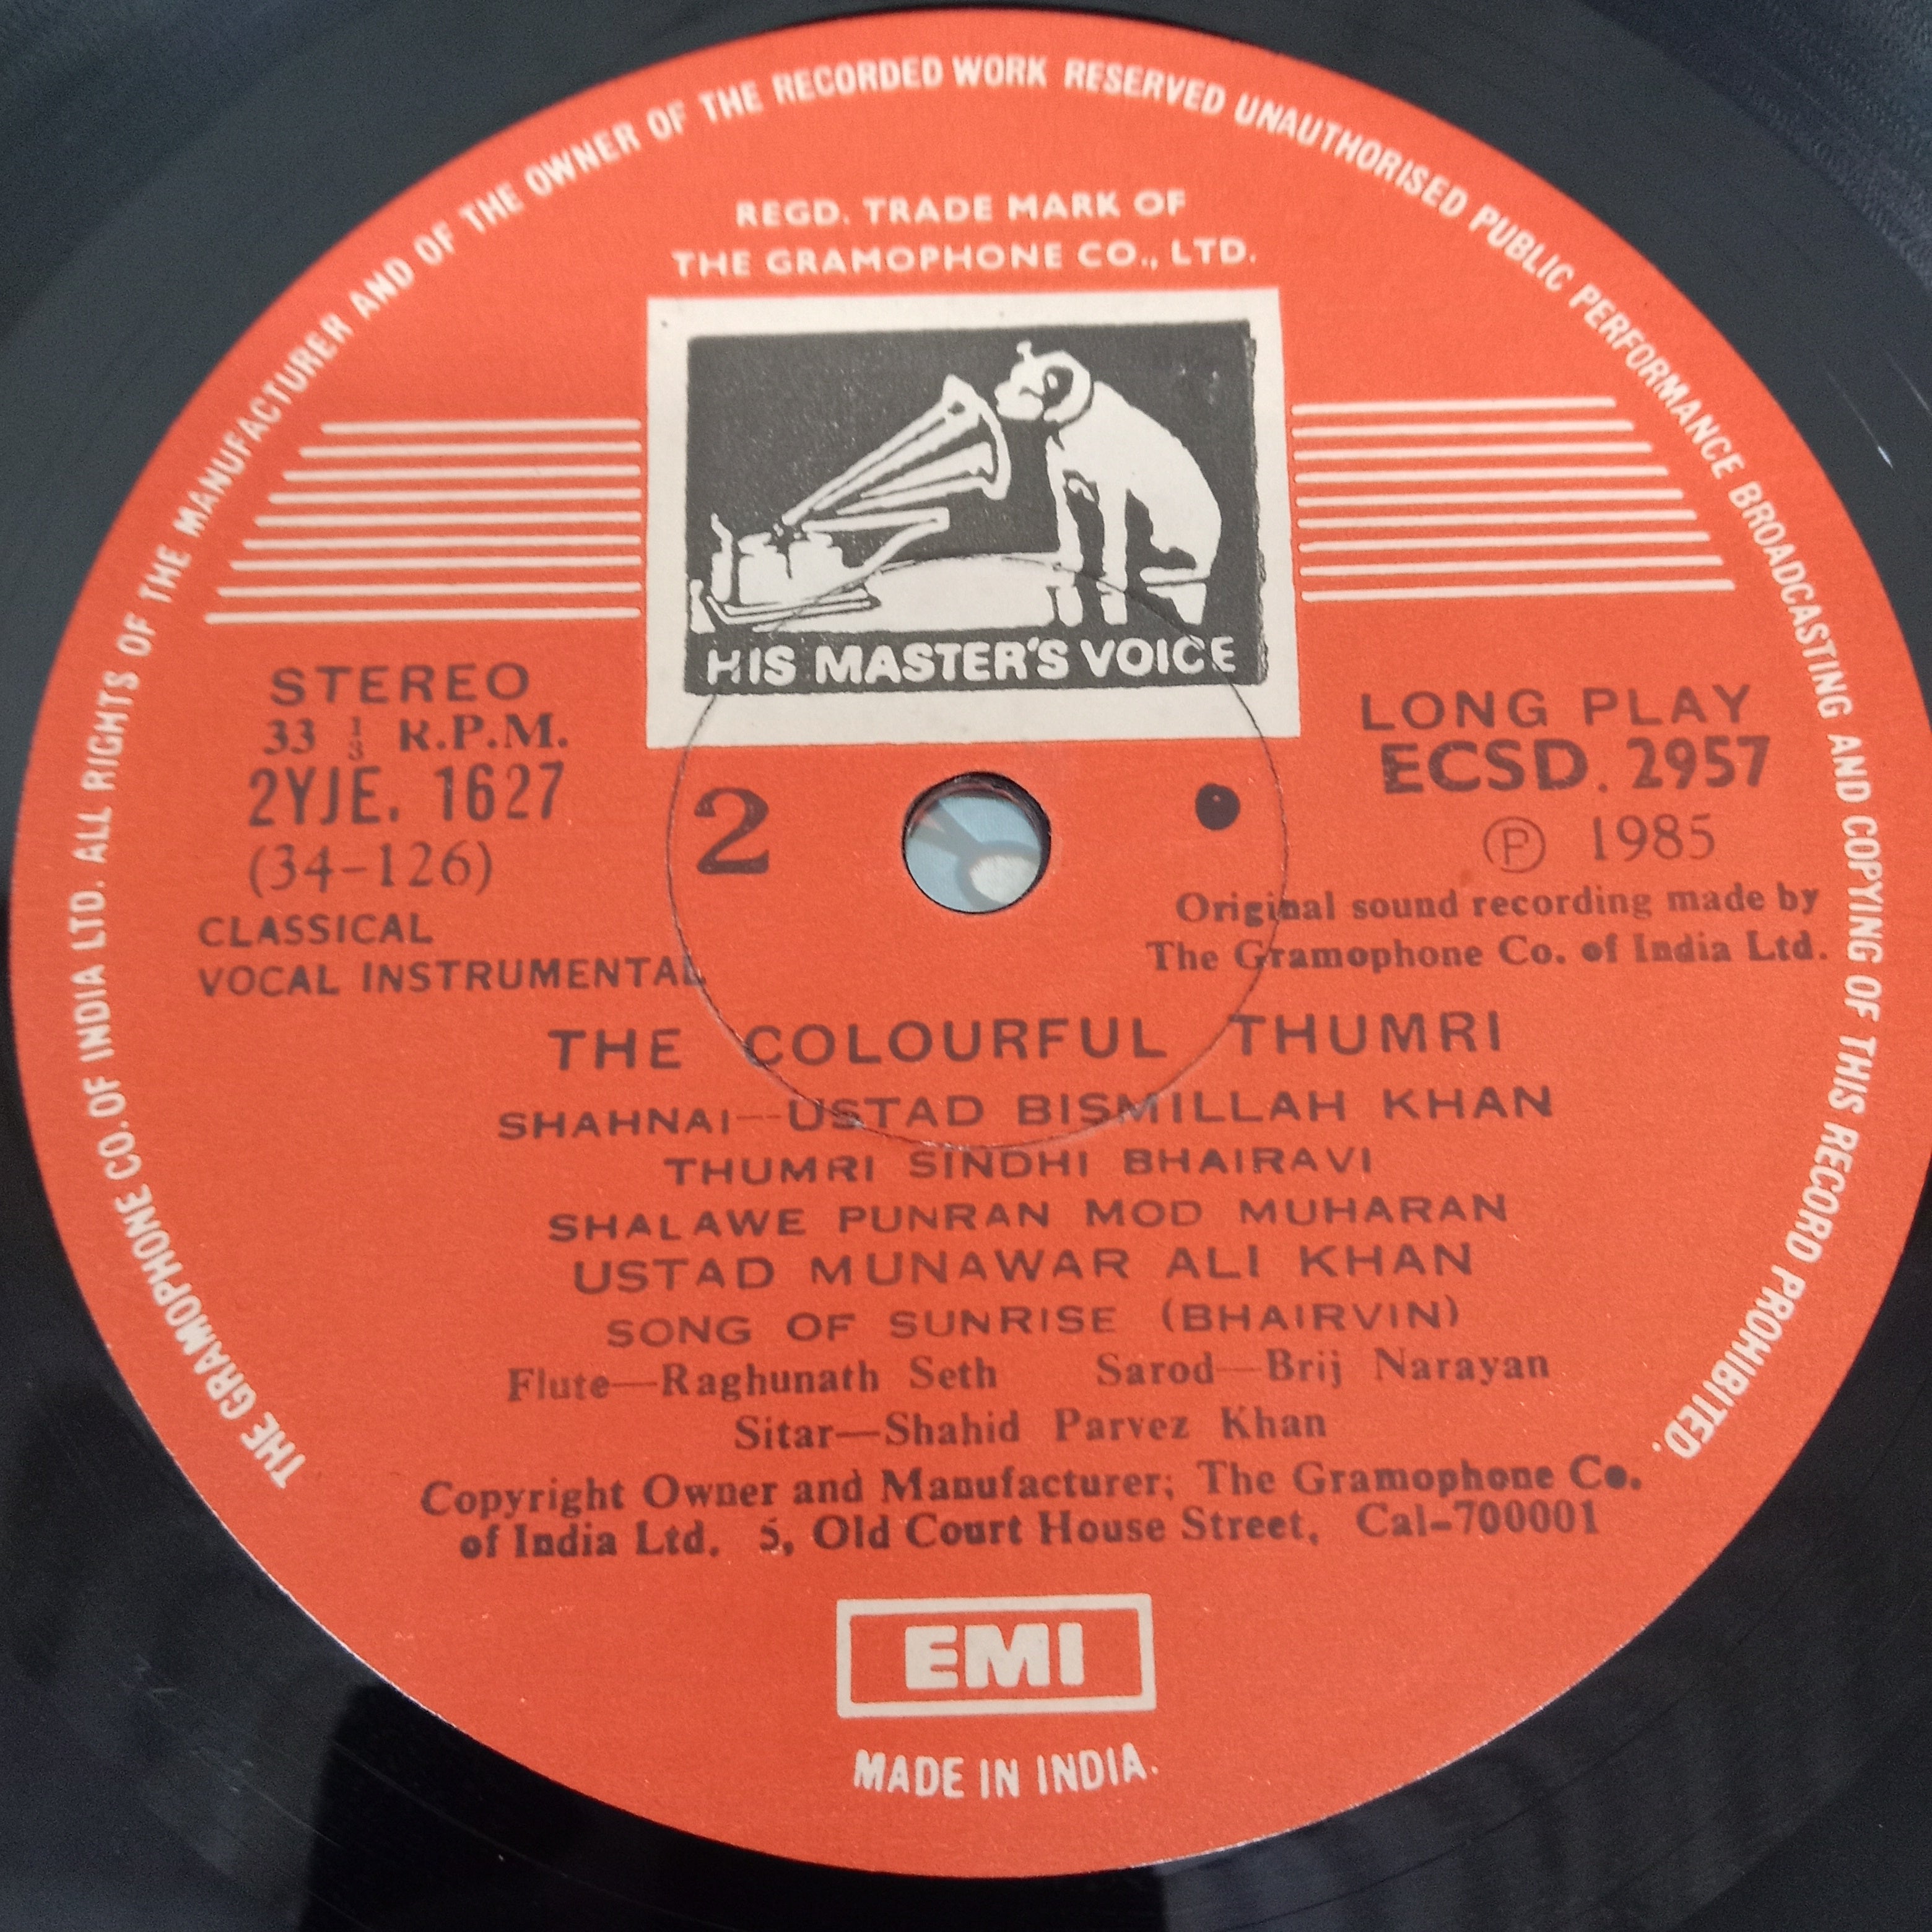 THE GRAMOPHONE CO. OF INDIA LTD. ALL RIGHTS OF THE MANUFACTURER AND OF THE OWNER OF THE RECORDED WORK RESERVED UNAUTHORISED PUBLIC PERFORMANCE BROADCASTING AND COPYING OF THIS RECORD PROHIBITED.
REGD. TRADE MARK OF
THE GRAMOPHONE CO., LTD.
HIS MASTER'S VOICE
STEREO
33 1/3 R.P.M.
2YJE. 1627
(34-126)
CLASSICAL
VOCAL INSTRUMENTAL
2
LONG PLAY
ECSD. 2957
Ⓟ 1985
Original sound recording made by
The Gramophone Co. of India Ltd.
THE COLOURFUL THUMRI
SHAHNAI—USTAD BISMILLAH KHAN
THUMRI SINDHI BHAIRAVI
SHALAWE PUNRAN MOD MUHARAN
USTAD MUNAWAR ALI KHAN
SONG OF SUNRISE (BHAIRVIN)
Flute—Raghunath Seth Sarod—Brij Narayan
Sitar—Shahid Parvez Khan
Copyright Owner and Manufacturer; The Gramophone Co.
of India Ltd. 5, Old Court House Street, Cal-700001
EMI
MADE IN INDIA.